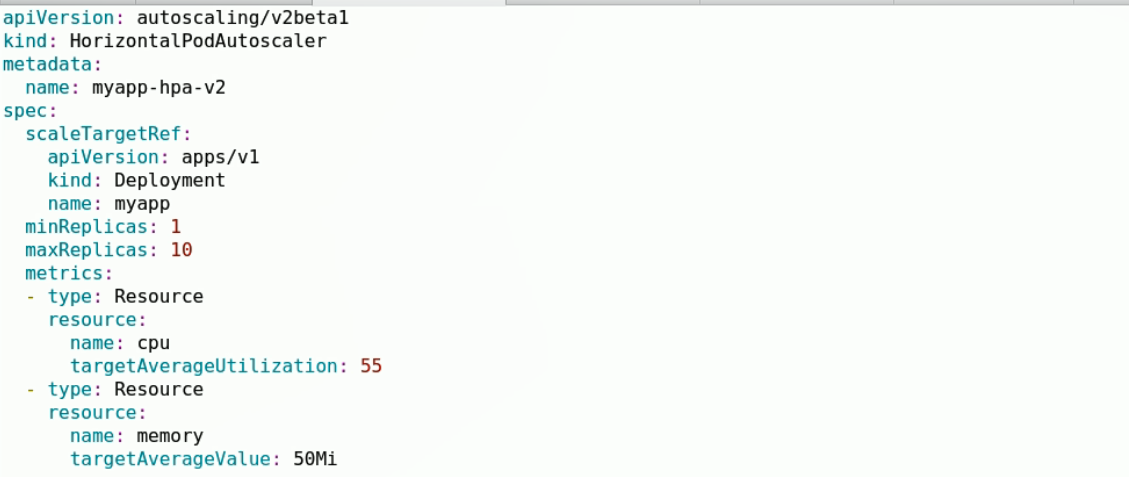 apiVersion: autoscaling/v2beta1
kind: HorizontalPodAutoscaler
metadata:
  name: myapp-hpa-v2
spec:
  scaleTargetRef:
    apiVersion: apps/v1
    kind: Deployment
    name: myapp
  minReplicas: 1
  maxReplicas: 10
  metrics:
  - type: Resource
    resource:
      name: cpu
      targetAverageUtilization: 55
  - type: Resource
    resource:
      name: memory
      targetAverageValue: 50Mi